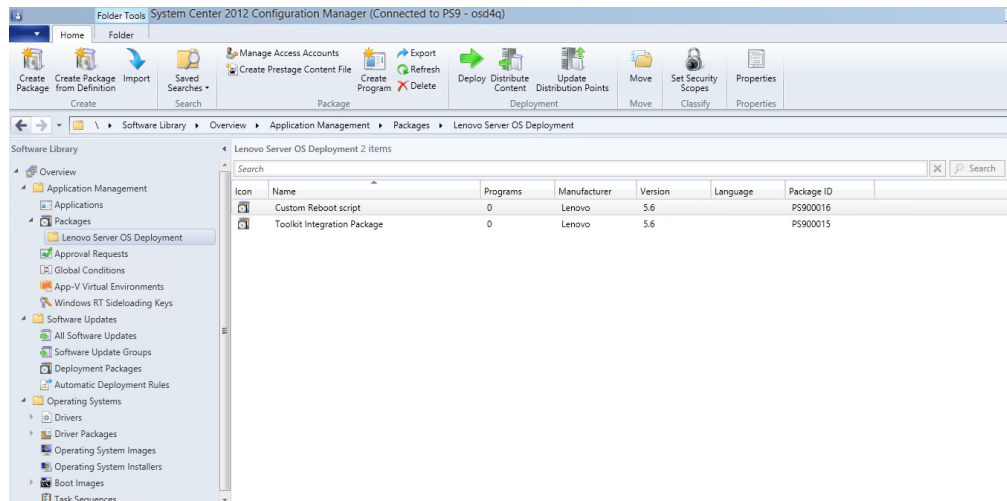 Folder Tools System Center 2012 Configuration Manager (Connected to PS9 - osd4q)
Home Folder
Create Package
Create Package from Definition
Import
Saved Searches
Manage Access Accounts
Create Prestage Content File
Create Program
Export
Refresh
Delete
Deploy
Distribute Content
Update Distribution Points
Move
Set Security Scopes
Properties
Create Search Package Deployment Move Classify Properties
\ Software Library Overview Application Management Packages Lenovo Server OS Deployment
Software Library
Overview
Application Management
Applications
Packages
Lenovo Server OS Deployment
Approval Requests
Global Conditions
App-V Virtual Environments
Windows RT Sideloading Keys
Software Updates
All Software Updates
Software Update Groups
Deployment Packages
Automatic Deployment Rules
Operating Systems
Drivers
Driver Packages
Operating System Images
Operating System Installers
Boot Images
Task Sequences
Lenovo Server OS Deployment 2 items
Search
Search
Icon Name Programs Manufacturer Version Language Package ID
Custom Reboot script 0 Lenovo 5.6 PS900016
Toolkit Integration Package 0 Lenovo 5.6 PS900015